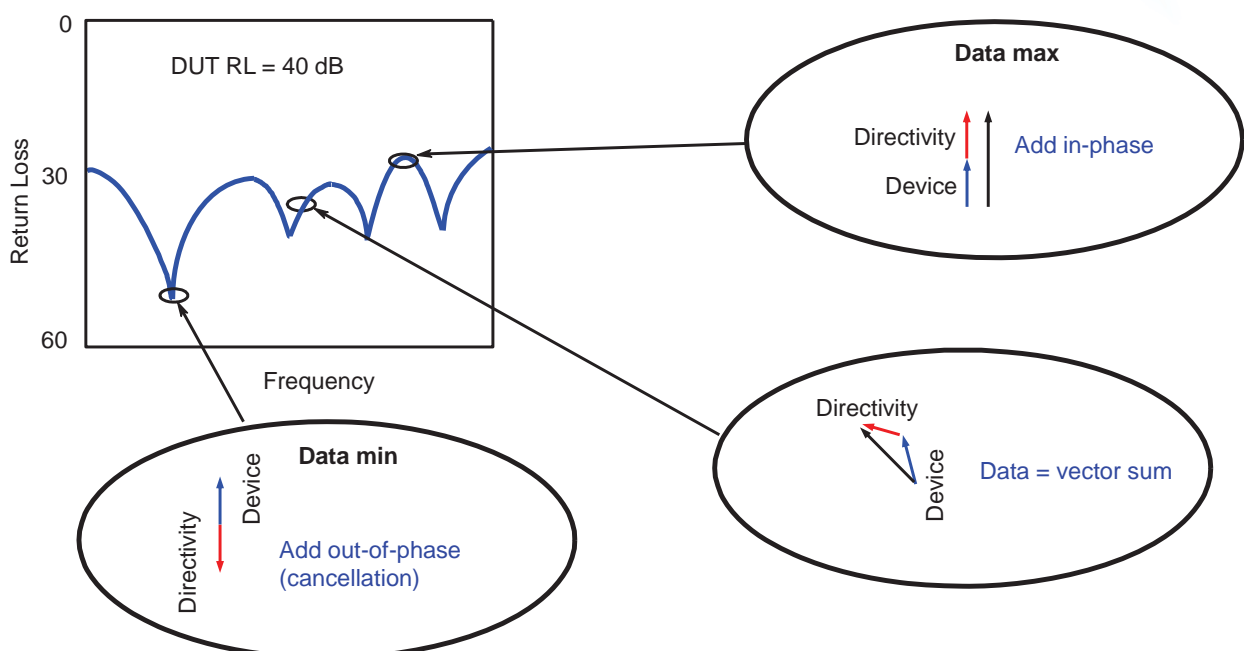 0
DUT RL = 40 dB
Return Loss
30
60
Frequency
Data max
Directivity
Device
Add in-phase
Data min
Device
Directivity
Add out-of-phase
(cancellation)
Directivity
Device
Data = vector sum